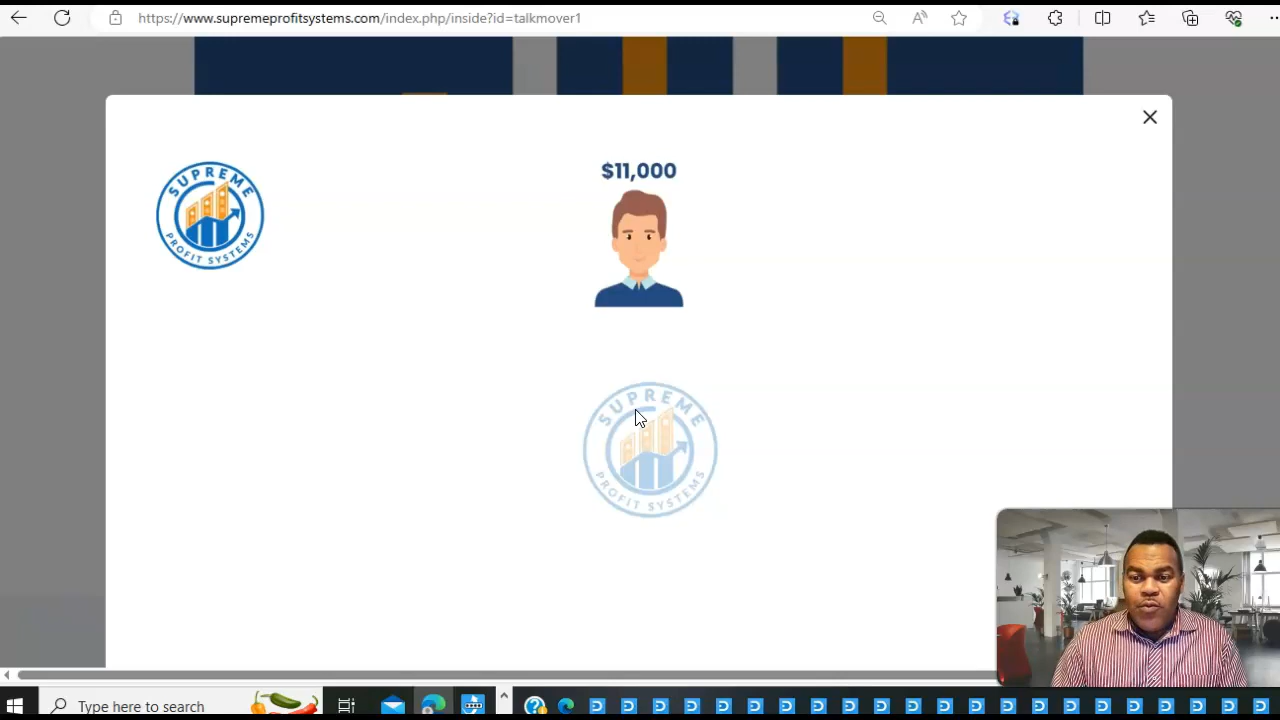 https://www.supremeprofitsystems.com/index.php/inside?id=talkmover1
$11,000
SUPREME
PROFIT SYSTEMS
SUPREME
PROFIT SYSTEMS
Type here to search